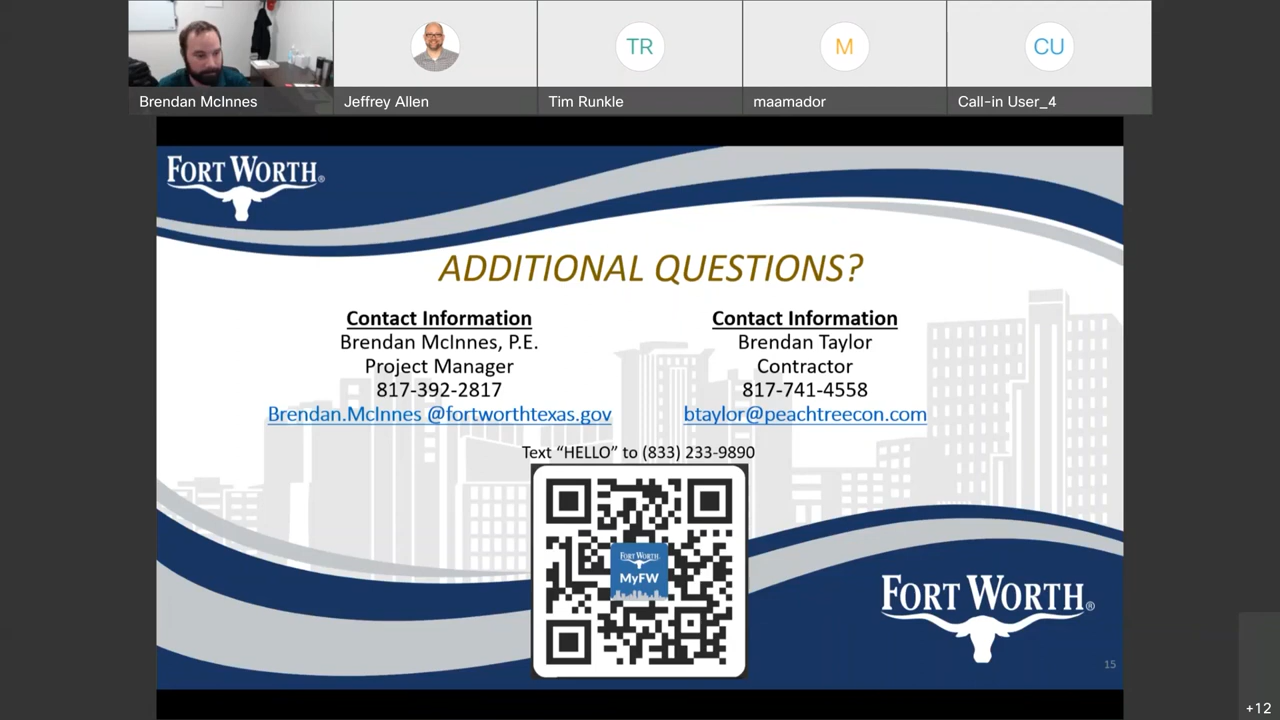 Brendan McInnes
Jeffrey Allen
TR
Tim Runkle
M
maamador
CU
Call-in User_4
FORT WORTH®
ADDITIONAL QUESTIONS?
Contact Information
Brendan McInnes, P.E.
Project Manager
817-392-2817
Brendan.McInnes @fortworthtexas.gov
Contact Information
Brendan Taylor
Contractor
817-741-4558
btaylor@peachtreecon.com
Text “HELLO” to (833) 233-9890
FORT WORTH
MyFW
FORT WORTH®
15
+12